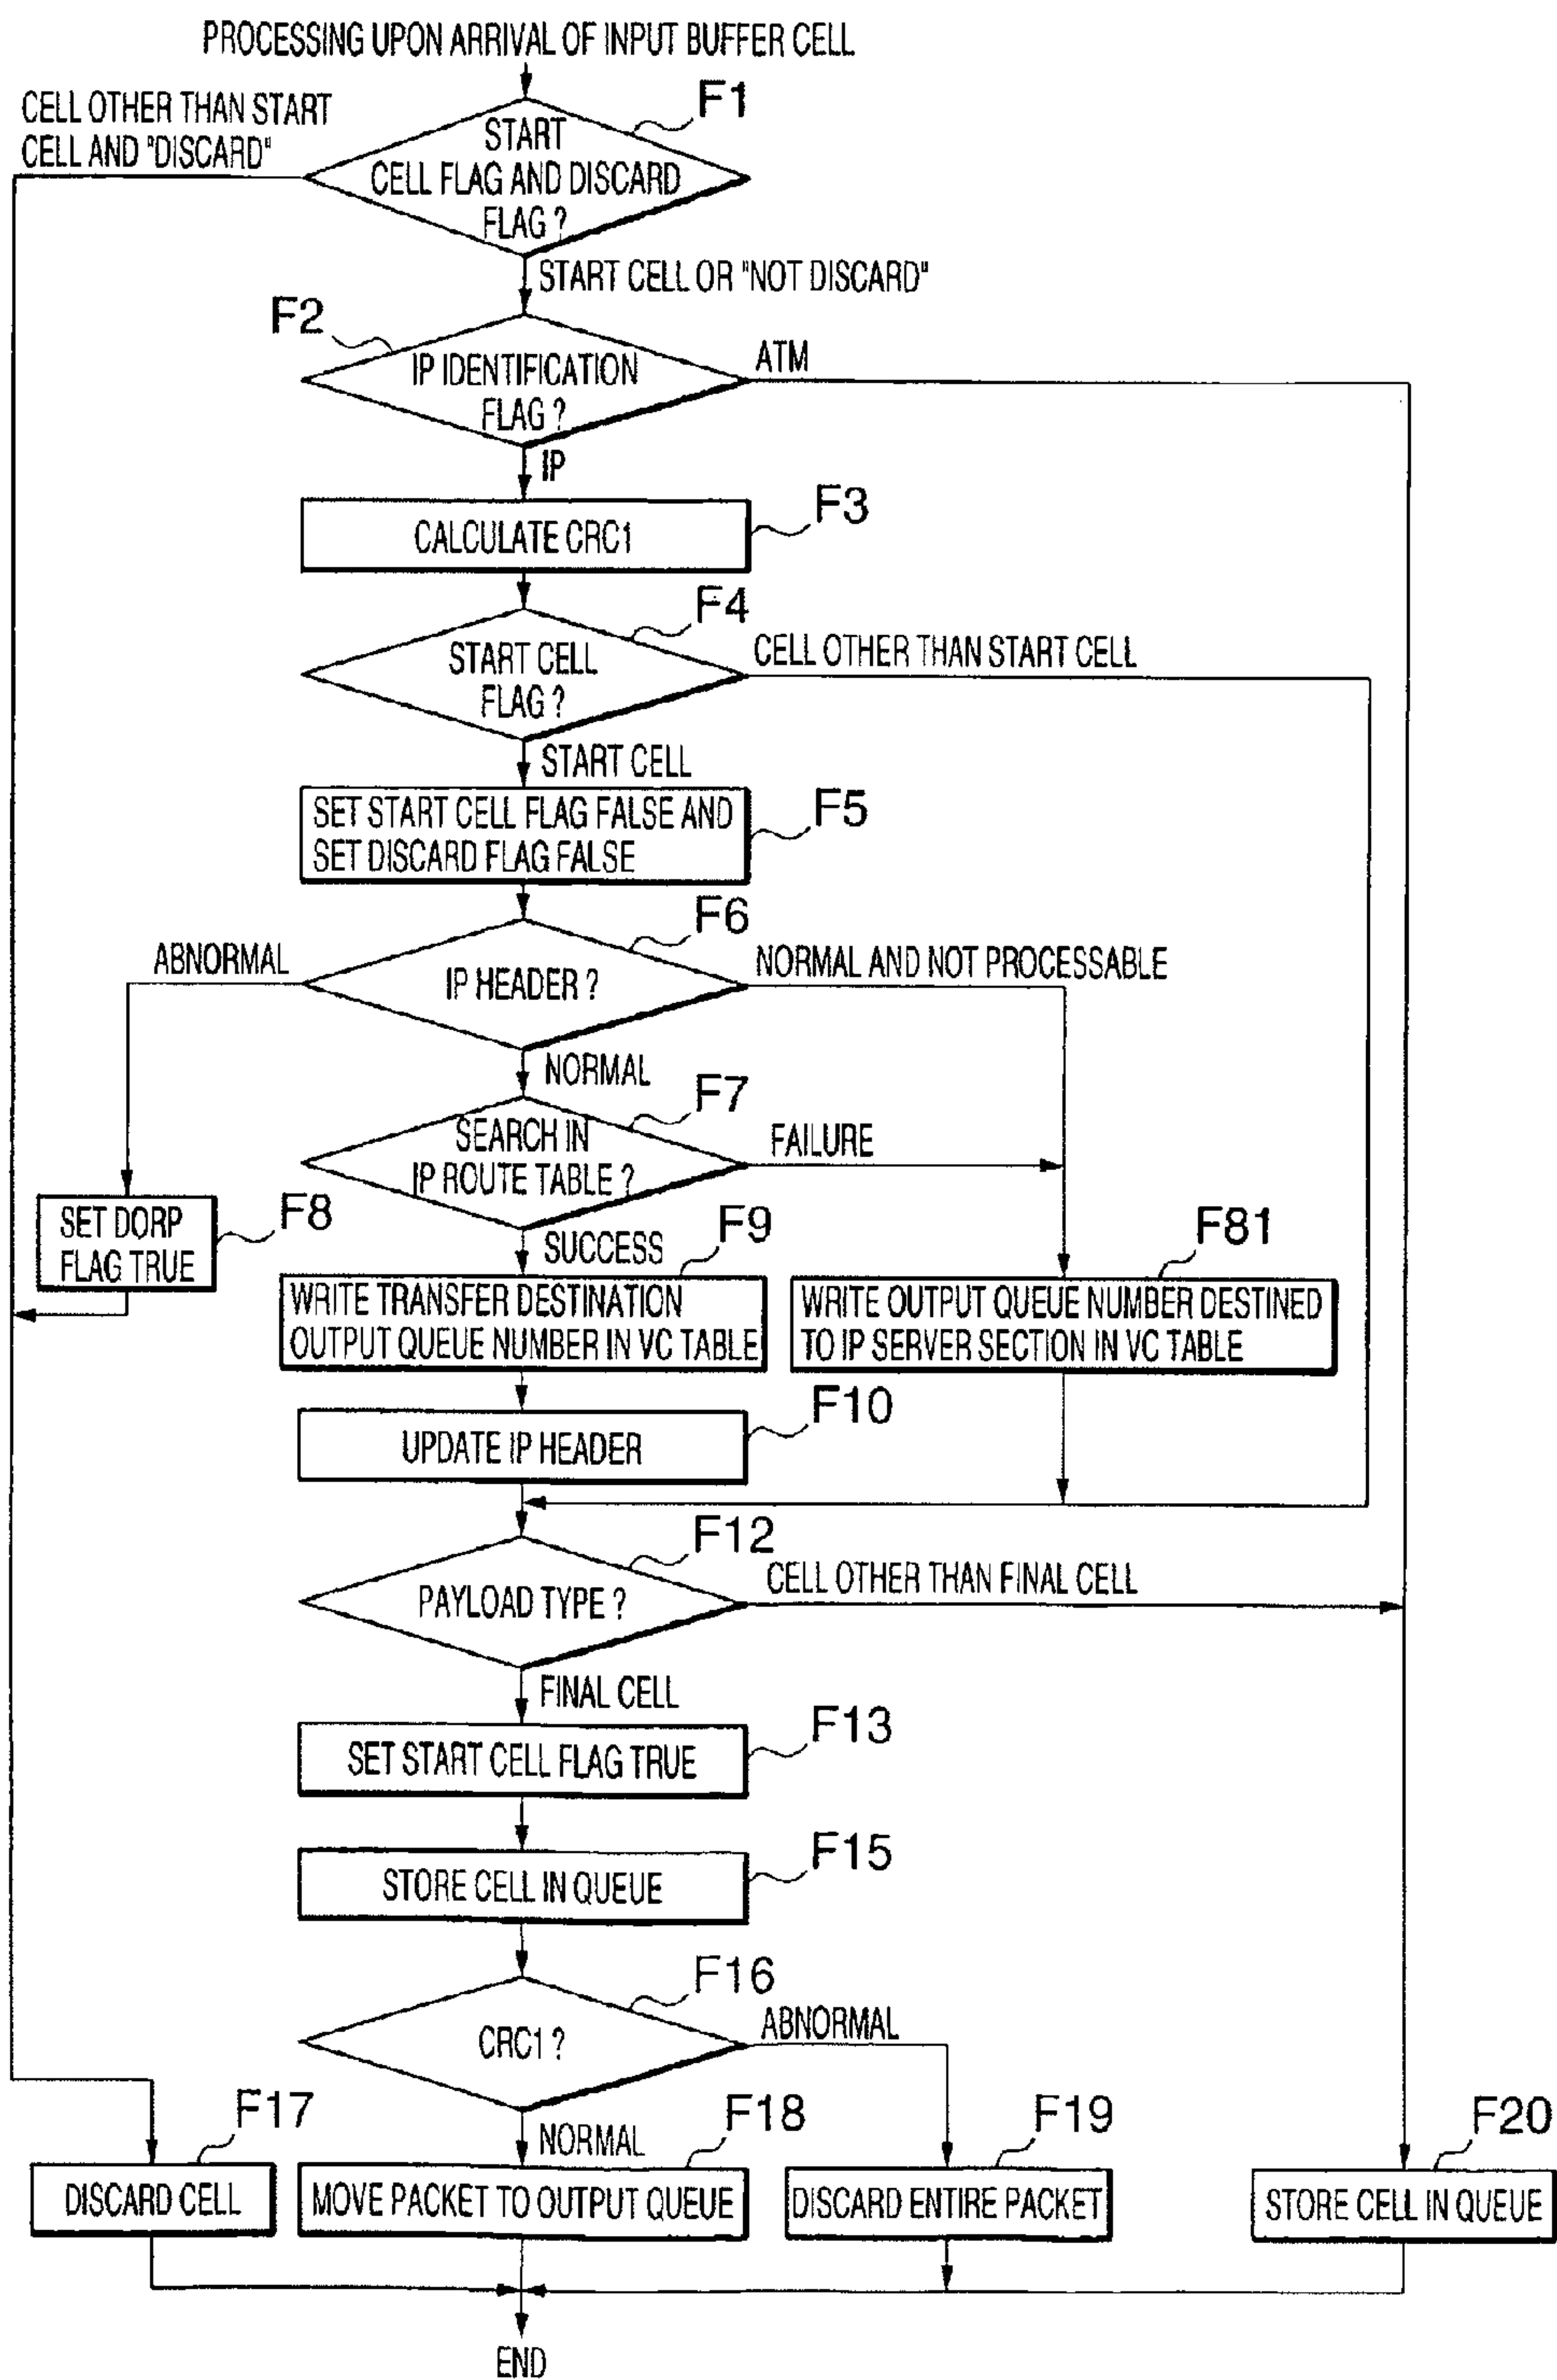 PROCESSING UPON ARRIVAL OF INPUT BUFFER CELL
CELL OTHER THAN START
CELL AND "DISCARD"
F1
START
CELL FLAG AND DISCARD
FLAG ?
START CELL OR "NOT DISCARD"
F2
IP IDENTIFICATION
FLAG ?
ATM
IP
F3
CALCULATE CRC1
F4
START CELL
FLAG ?
CELL OTHER THAN START CELL
START CELL
F5
SET START CELL FLAG FALSE AND
SET DISCARD FLAG FALSE
F6
ABNORMAL
IP HEADER ?
NORMAL AND NOT PROCESSABLE
NORMAL
F7
SEARCH IN
IP ROUTE TABLE ?
FAILURE
F8
SET DORP
FLAG TRUE
SUCCESS
F9
WRITE TRANSFER DESTINATION
OUTPUT QUEUE NUMBER IN VC TABLE
F81
WRITE OUTPUT QUEUE NUMBER DESTINED
TO IP SERVER SECTION IN VC TABLE
F10
UPDATE IP HEADER
F12
PAYLOAD TYPE ?
CELL OTHER THAN FINAL CELL
FINAL CELL
F13
SET START CELL FLAG TRUE
F15
STORE CELL IN QUEUE
F16
CRC1 ?
ABNORMAL
NORMAL
F17
DISCARD CELL
F18
MOVE PACKET TO OUTPUT QUEUE
F19
DISCARD ENTIRE PACKET
F20
STORE CELL IN QUEUE
END